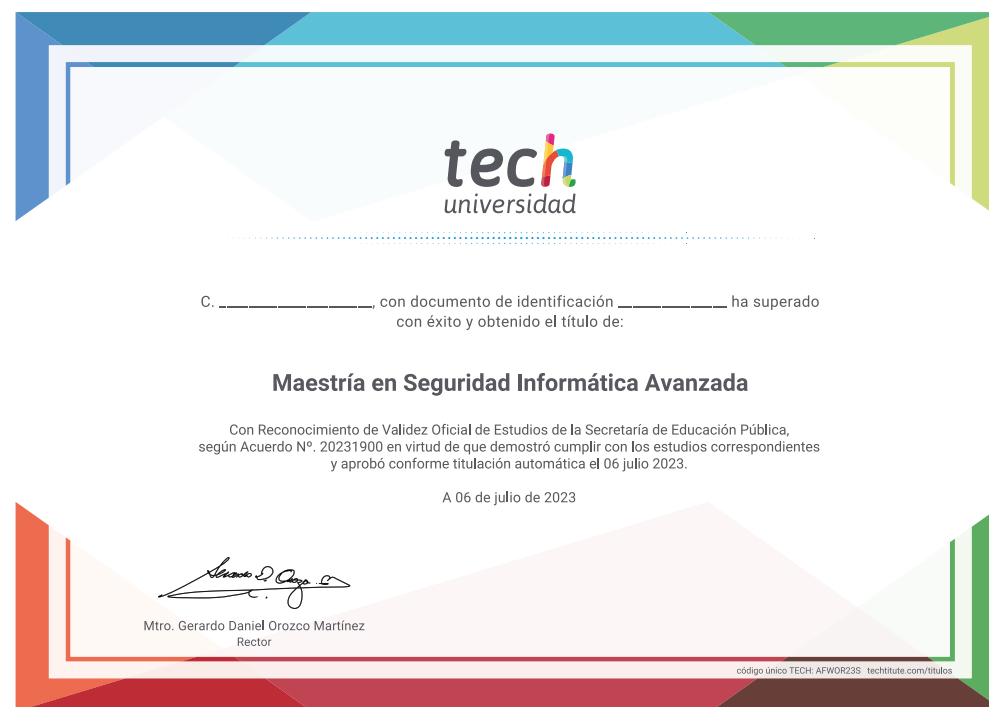 tech
universidad
C. ____________________, con documento de identificación ______________ ha superado
con éxito y obtenido el título de:
Maestría en Seguridad Informática Avanzada
Con Reconocimiento de Validez Oficial de Estudios de la Secretaría de Educación Pública,
según Acuerdo Nº. 20231900 en virtud de que demostró cumplir con los estudios correspondientes
y aprobó conforme titulación automática el 06 julio 2023.
A 06 de julio de 2023
Mtro. Gerardo Daniel Orozco Martínez
Rector
código único TECH: AFWOR23S techtitute.com/titulos